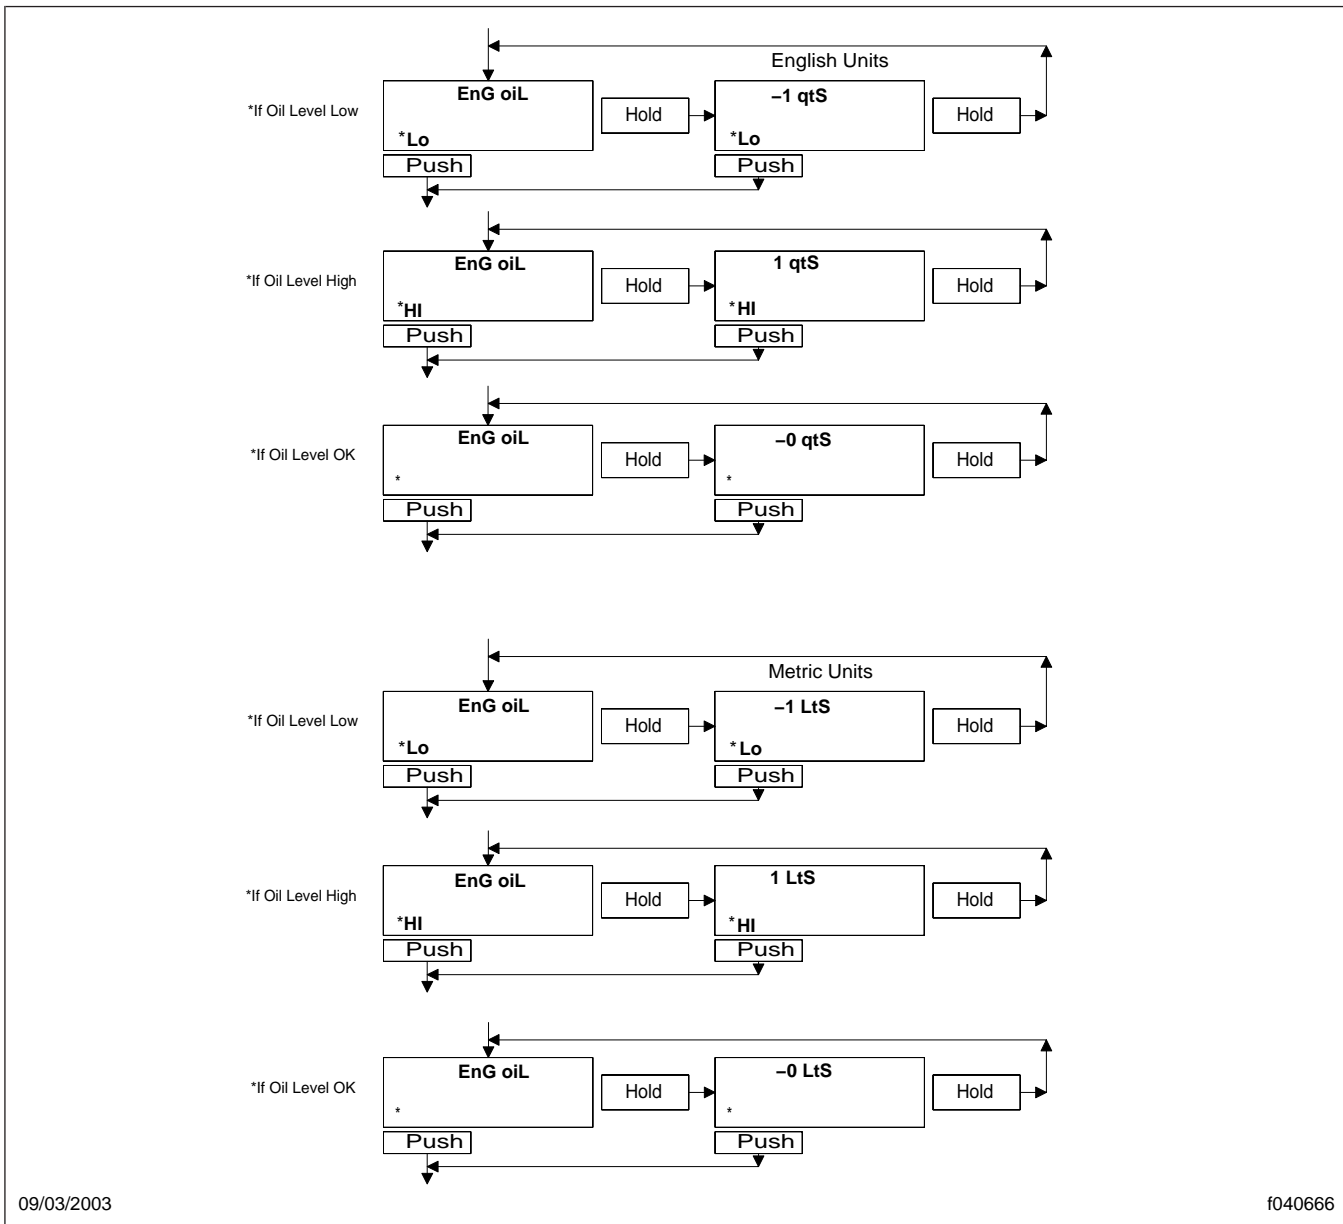 English Units
*If Oil Level Low
EnG oiL
*Lo
Hold
–1 qtS
*Lo
Hold
Push
Push
*If Oil Level High
EnG oiL
*HI
Hold
1 qtS
*HI
Hold
Push
Push
*If Oil Level OK
EnG oiL
*
Hold
–0 qtS
*
Hold
Push
Push
Metric Units
*If Oil Level Low
EnG oiL
*Lo
Hold
–1 LtS
*Lo
Hold
Push
Push
*If Oil Level High
EnG oiL
*HI
Hold
1 LtS
*HI
Hold
Push
Push
*If Oil Level OK
EnG oiL
*
Hold
–0 LtS
*
Hold
Push
Push
09/03/2003
f040666